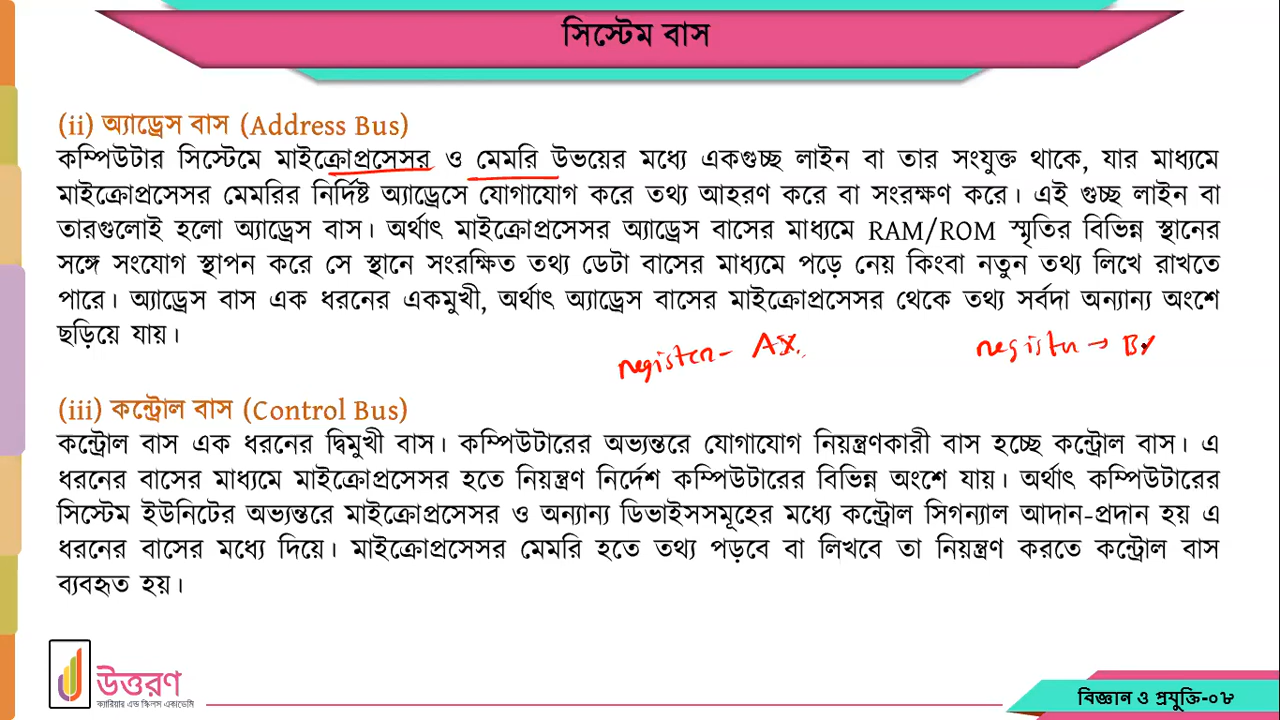 সিস্টেম বাস
(ii) অ্যাড্রেস বাস (Address Bus)
কম্পিউটার সিস্টেমে মাইক্রোপ্রসেসর ও মেমরি উভয়ের মধ্যে একগুচ্ছ লাইন বা তার সংযুক্ত থাকে, যার মাধ্যমে
মাইক্রোপ্রসেসর মেমরির নির্দিষ্ট অ্যাড্রেসে যোগাযোগ করে তথ্য আহরণ করে বা সংরক্ষণ করে। এই গুচ্ছ লাইন বা
তারগুলোই হলো অ্যাড্রেস বাস। অর্থাৎ মাইক্রোপ্রসেসর অ্যাড্রেস বাসের মাধ্যমে RAM/ROM স্মৃতির বিভিন্ন স্থানের
সঙ্গে সংযোগ স্থাপন করে সে স্থানে সংরক্ষিত তথ্য ডেটা বাসের মাধ্যমে পড়ে নেয় কিংবা নতুন তথ্য লিখে রাখতে
পারে। অ্যাড্রেস বাস এক ধরনের একমুখী, অর্থাৎ অ্যাড্রেস বাসের মাইক্রোপ্রসেসর থেকে তথ্য সর্বদা অন্যান্য অংশে
ছড়িয়ে যায়।
register - AX.
register → BX
(iii) কন্ট্রোল বাস (Control Bus)
কন্ট্রোল বাস এক ধরনের দ্বিমুখী বাস। কম্পিউটারের অভ্যন্তরে যোগাযোগ নিয়ন্ত্রণকারী বাস হচ্ছে কন্ট্রোল বাস। এ
ধরনের বাসের মাধ্যমে মাইক্রোপ্রসেসর হতে নিয়ন্ত্রণ নির্দেশ কম্পিউটারের বিভিন্ন অংশে যায়। অর্থাৎ কম্পিউটারের
সিস্টেম ইউনিটের অভ্যন্তরে মাইক্রোপ্রসেসর ও অন্যান্য ডিভাইসসমূহের মধ্যে কন্ট্রোল সিগন্যাল আদান-প্রদান হয় এ
ধরনের বাসের মধ্যে দিয়ে। মাইক্রোপ্রসেসর মেমরি হতে তথ্য পড়বে বা লিখবে তা নিয়ন্ত্রণ করতে কন্ট্রোল বাস
ব্যবহৃত হয়।
উত্তরণ
ক্যারিয়ার এন্ড স্কিলস একাডেমি
বিজ্ঞান ও প্রযুক্তি-০৮